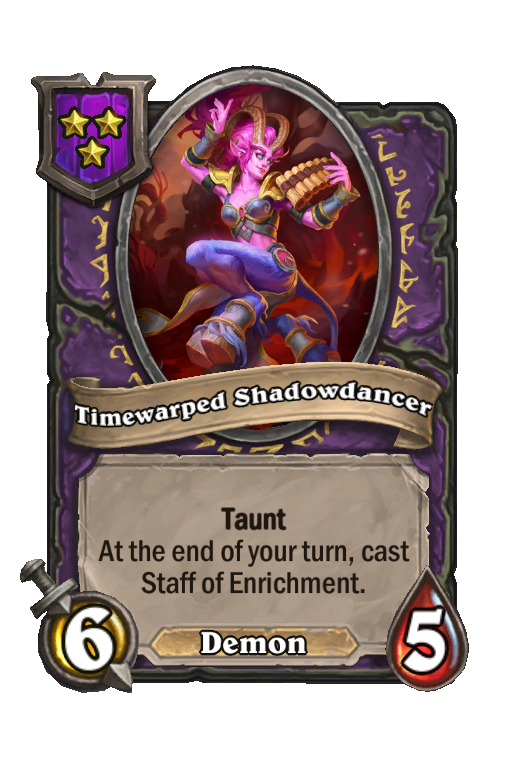 Timewarped Shadowdancer
Taunt
At the end of your turn, cast
Staff of Enrichment.
6
Demon
5